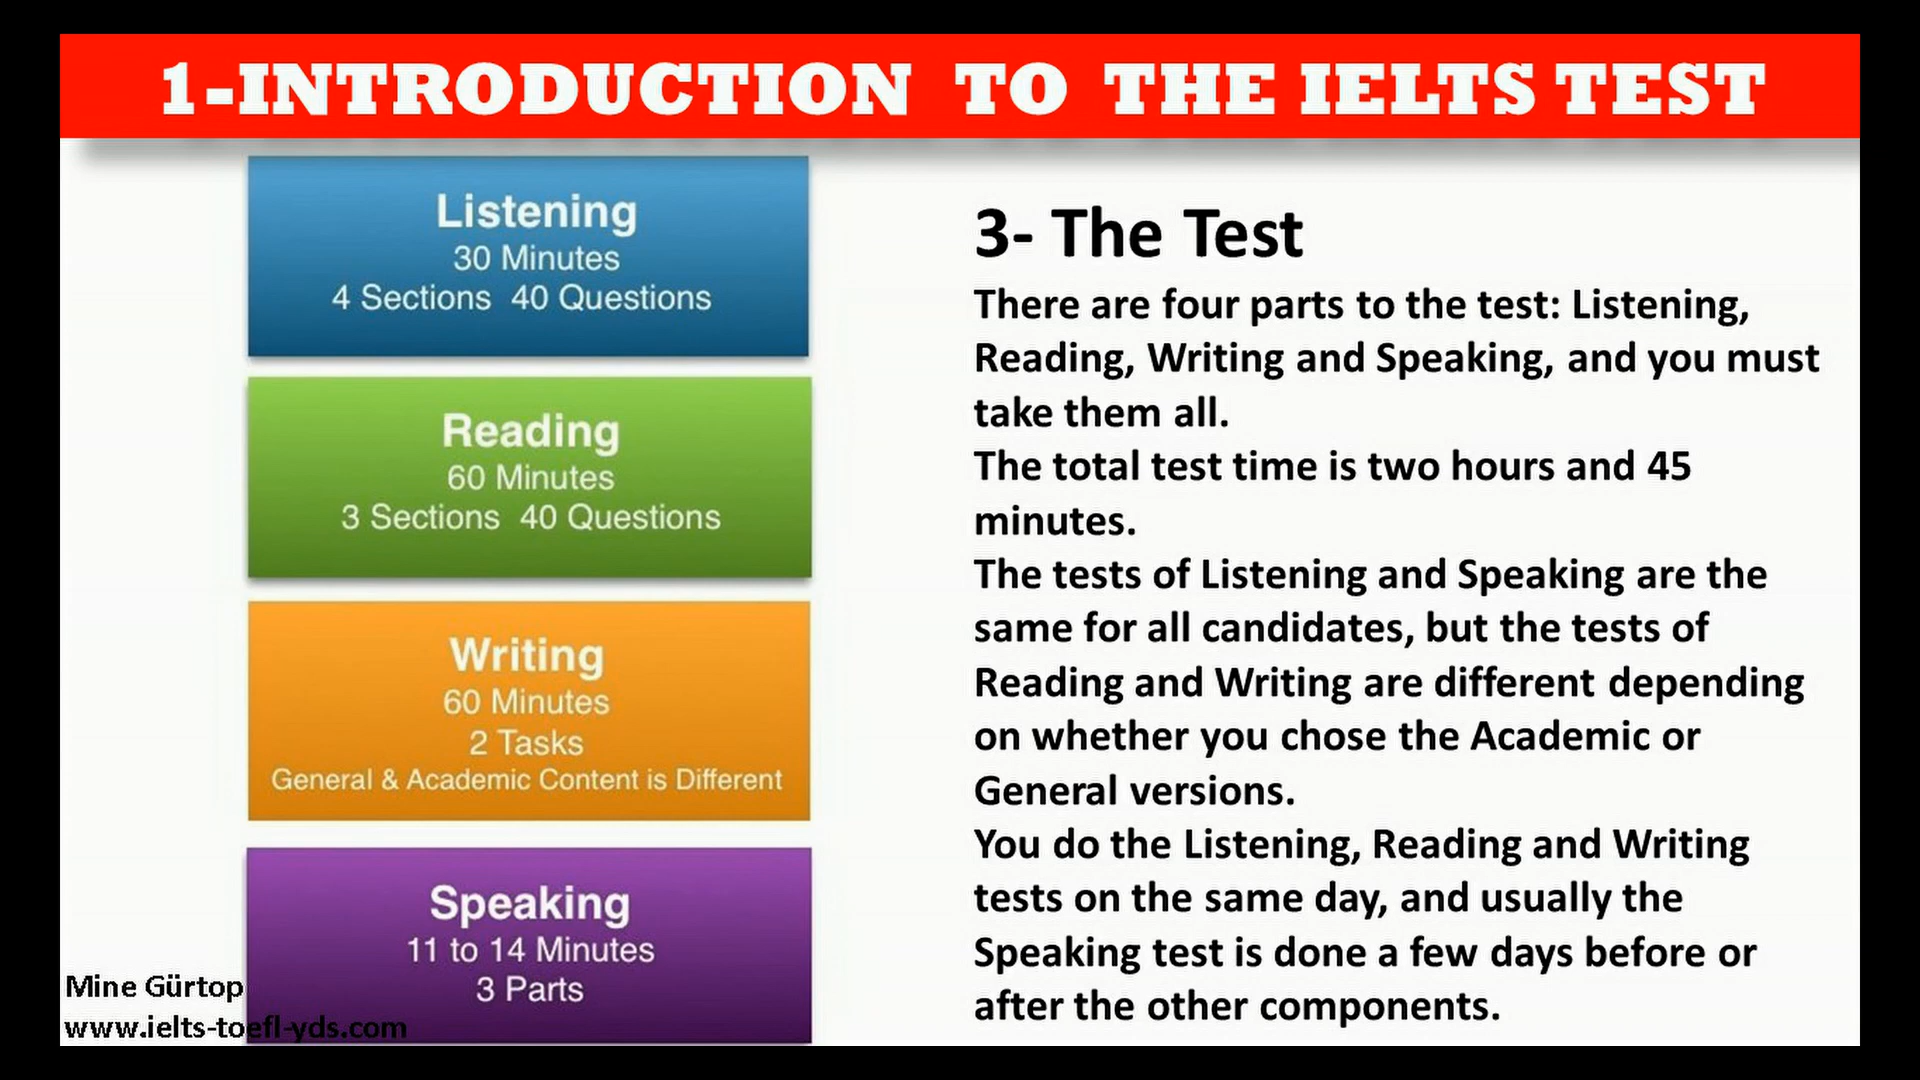 1-INTRODUCTION TO THE IELTS TEST
Listening
30 Minutes
4 Sections 40 Questions
Reading
60 Minutes
3 Sections 40 Questions
Writing
60 Minutes
2 Tasks
General & Academic Content is Different
Speaking
11 to 14 Minutes
3 Parts
Mine Gürtop
www.ielts-toefl-yds.com
3- The Test
There are four parts to the test: Listening,
Reading, Writing and Speaking, and you must
take them all.
The total test time is two hours and 45
minutes.
The tests of Listening and Speaking are the
same for all candidates, but the tests of
Reading and Writing are different depending
on whether you chose the Academic or
General versions.
You do the Listening, Reading and Writing
tests on the same day, and usually the
Speaking test is done a few days before or
after the other components.